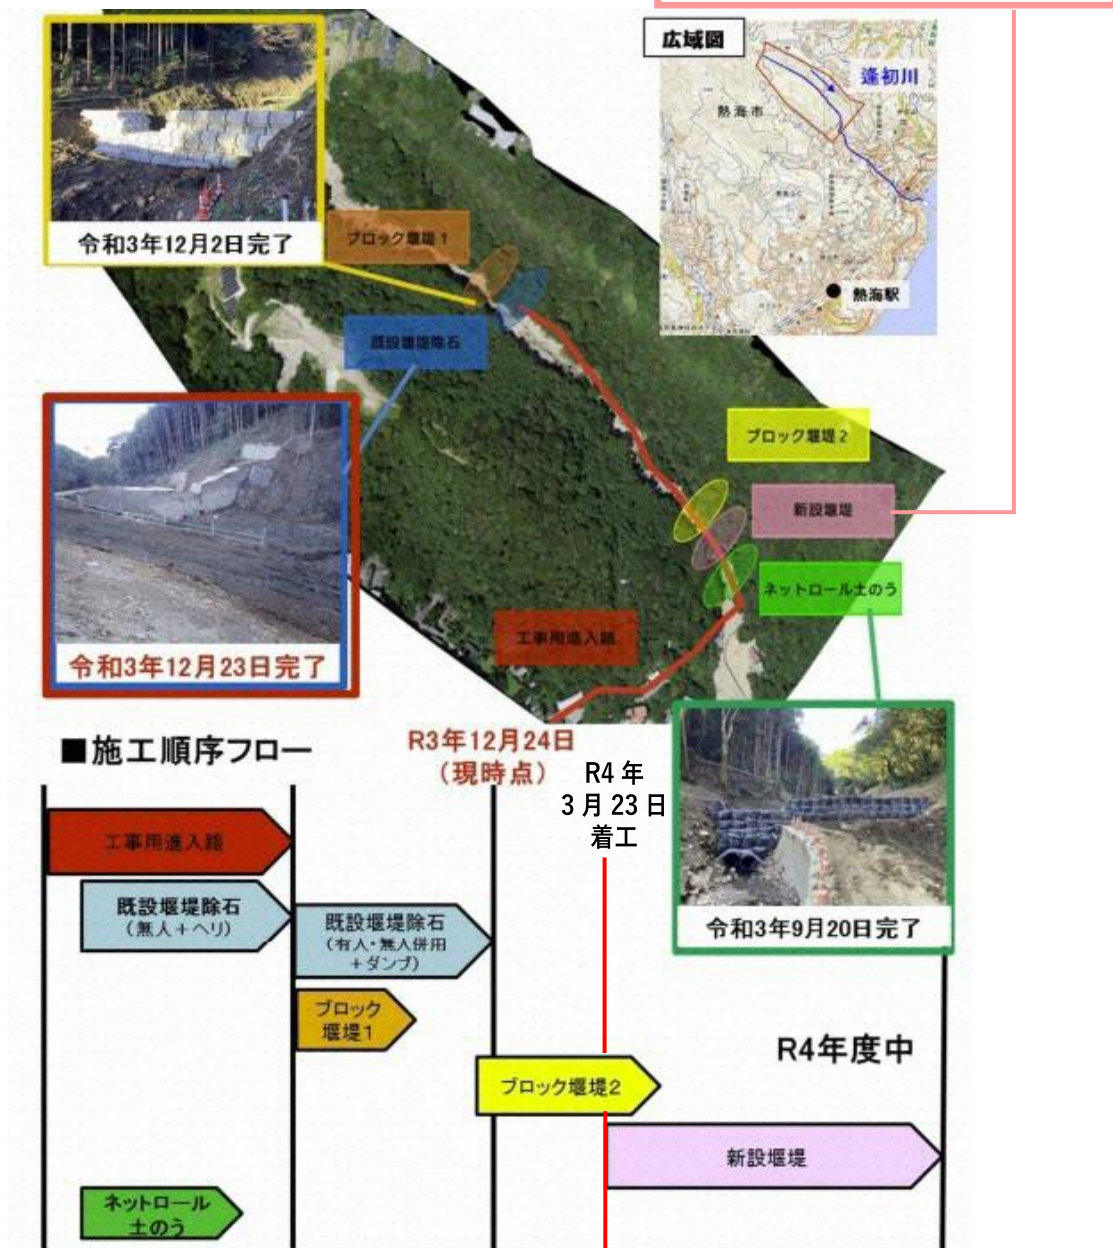 広域図
逢初川
熱海市
熱海駅
令和3年12月2日完了
ブロック堰堤1
既設堰堤除石
ブロック堰堤2
新設堰堤
ネットロール土のう
工事用進入路
令和3年12月23日完了
令和3年9月20日完了
■施工順序フロー
R3年12月24日
(現時点)
R4年
3月23日
着工
工事用進入路
既設堰堤除石
(無人+ヘリ)
既設堰堤除石
(有人・無人併用
+ダンプ)
ブロック
堰堤1
R4年度中
ブロック堰堤2
新設堰堤
ネットロール
土のう